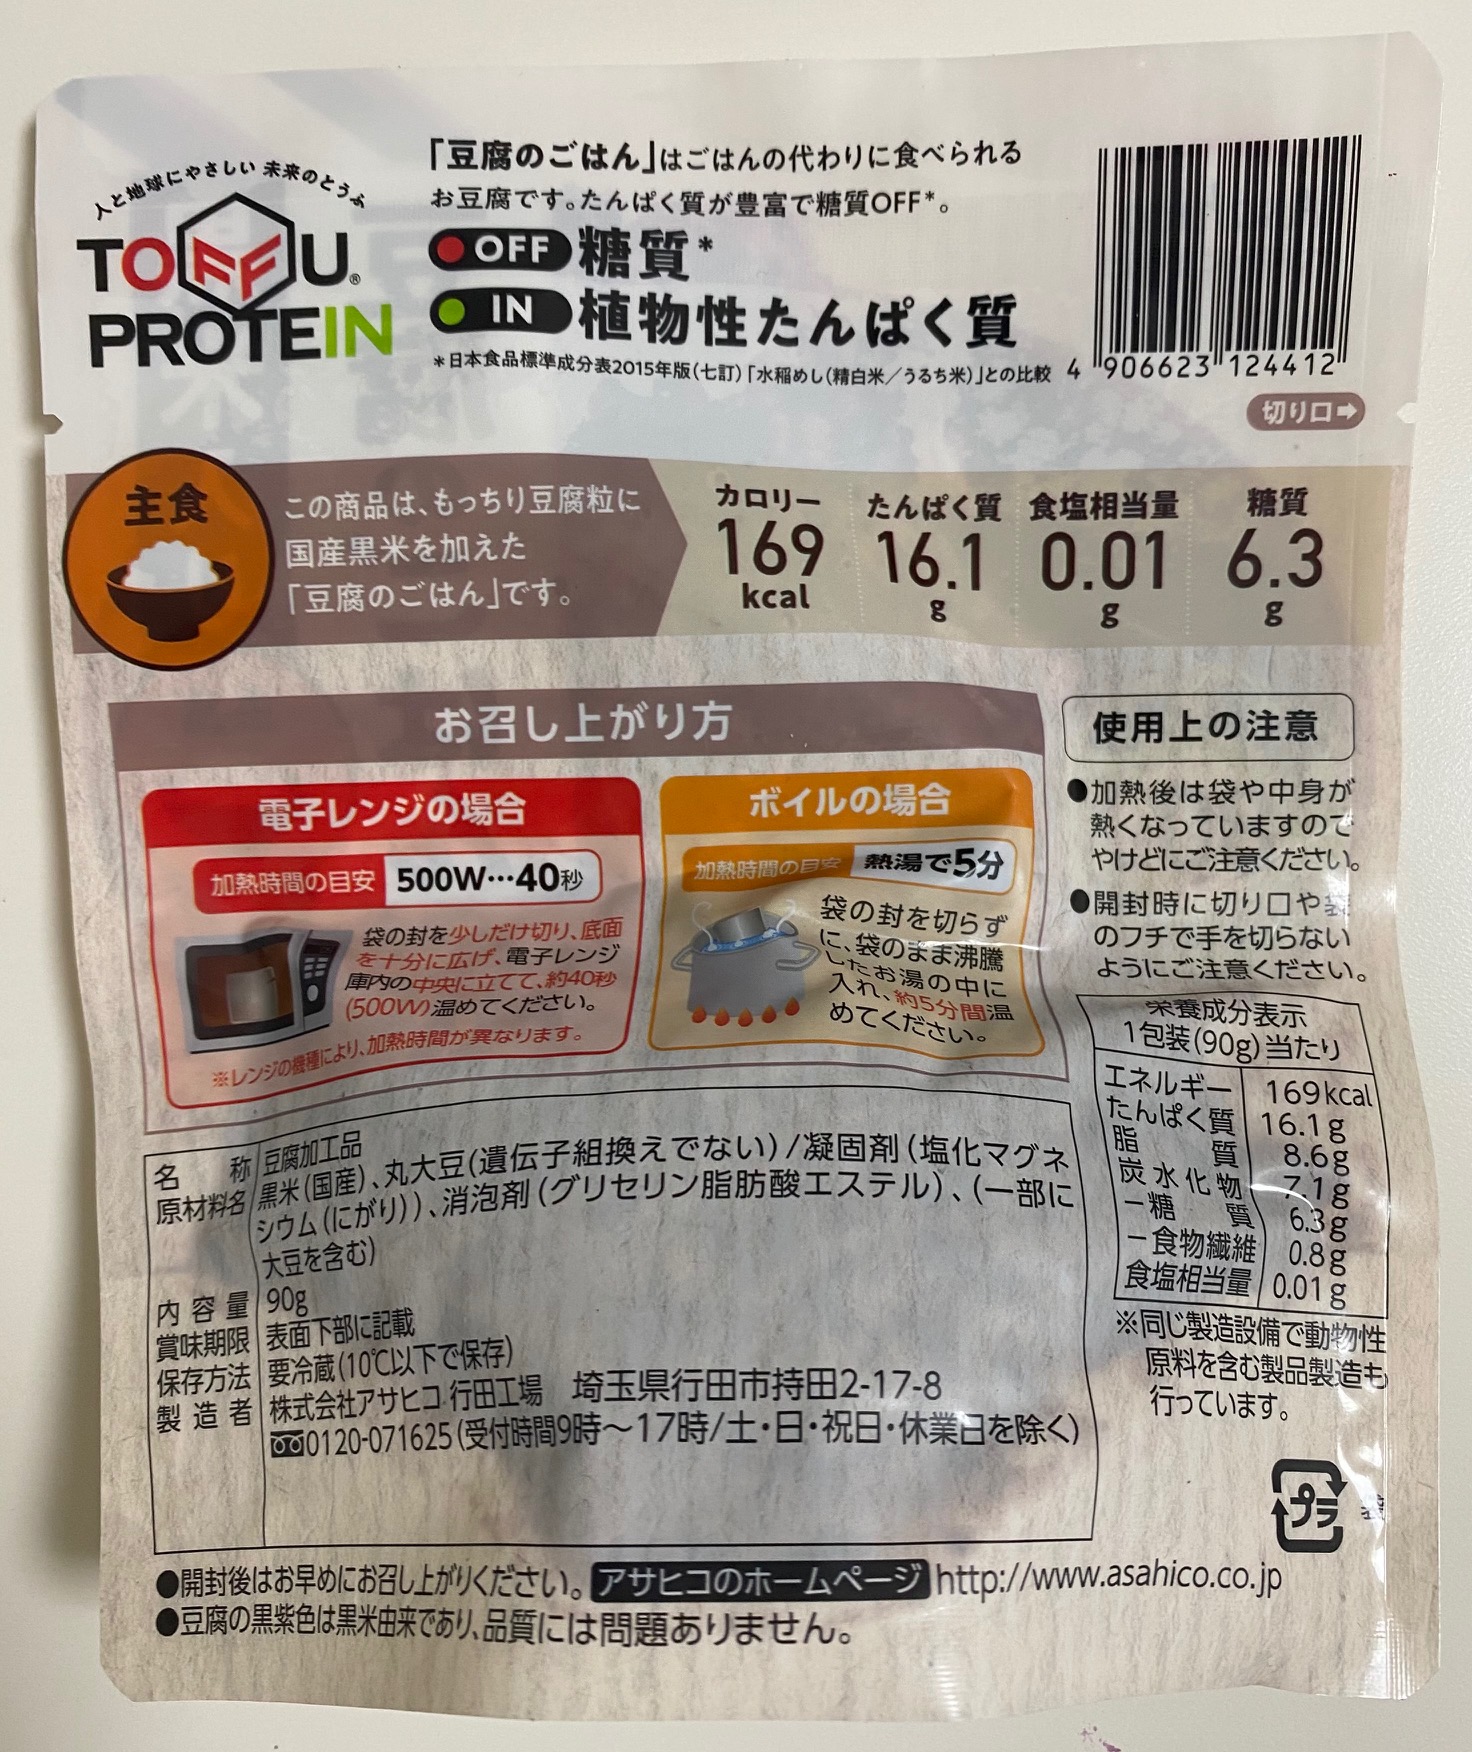 人と地球にやさしい 未来のとうふ
TOFFU®
PROTEIN
「豆腐のごはん」はごはんの代わりに食べられる
お豆腐です。たんぱく質が豊富で糖質OFF*。
OFF 糖質*
IN 植物性たんぱく質
*日本食品標準成分表2015年版(七訂)「水稲めし(精白米/うるち米)」との比較
4 906623 124412
切り口➡
主食
この商品は、もっちり豆腐粒に
国産黒米を加えた
「豆腐のごはん」です。
カロリー
169
kcal
たんぱく質
16.1
g
食塩相当量
0.01
g
糖質
6.3
g
お召し上がり方
電子レンジの場合
加熱時間の目安 500W…40秒
袋の封を少しだけ切り、底面
を十分に広げ、電子レンジ
庫内の中央に立てて、約40秒
(500W)温めてください。
※レンジの機種により、加熱時間が異なります。
ボイルの場合
加熱時間の目安 熱湯で5分
袋の封を切らず
に、袋のまま沸騰
したお湯の中に
入れ、約5分間温
めてください。
使用上の注意
●加熱後は袋や中身が
熱くなっていますので
やけどにご注意ください。
●開封時に切り口や袋
のフチで手を切らない
ようにご注意ください。
栄養成分表示
1包装(90g)当たり
エネルギー 169kcal
たんぱく質 16.1g
脂質 8.6g
炭水化物 7.1g
－糖質 6.3g
－食物繊維 0.8g
食塩相当量 0.01g
※同じ製造設備で動物性
原料を含む製品製造も
行っています。
名称 豆腐加工品
原材料名 黒米(国産)、丸大豆(遺伝子組換えでない)/凝固剤(塩化マグネ
シウム(にがり))、消泡剤(グリセリン脂肪酸エステル)、(一部に
大豆を含む)
内容量 90g
賞味期限 表面下部に記載
保存方法 要冷蔵(10℃以下で保存)
製造者 株式会社アサヒコ 行田工場 埼玉県行田市持田2-17-8
0120-071625(受付時間9時～17時/土・日・祝日・休業日を除く)
プラ
●開封後はお早めにお召し上がりください。 アサヒコのホームページ http://www.asahico.co.jp
●豆腐の黒紫色は黒米由来であり、品質には問題ありません。